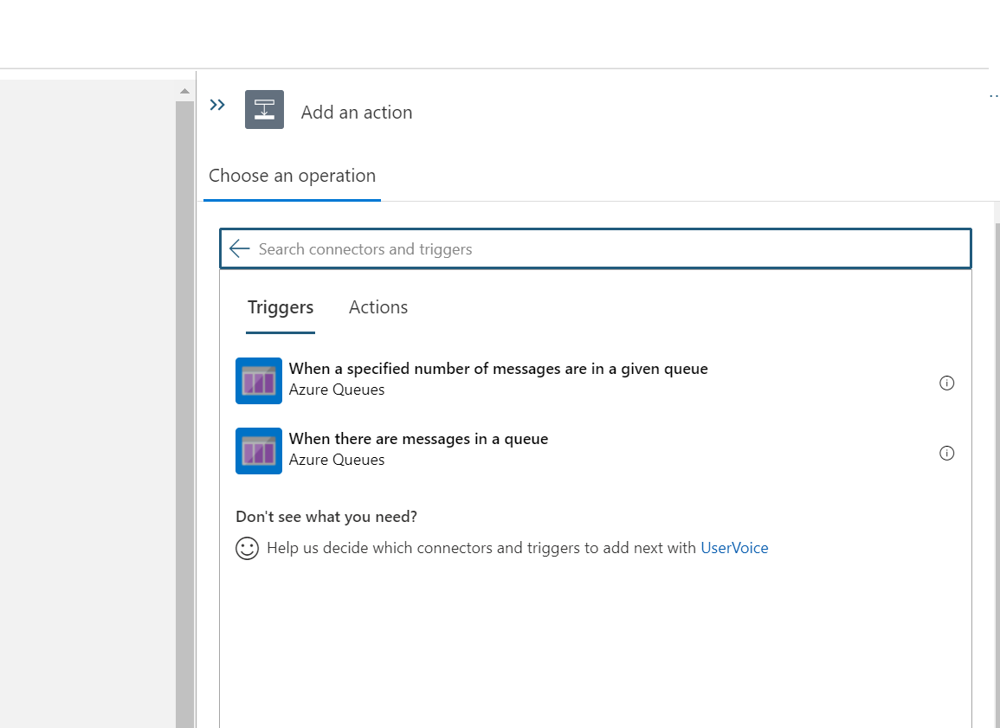 Add an action
Choose an operation
Search connectors and triggers
Triggers Actions
When a specified number of messages are in a given queue
Azure Queues
When there are messages in a queue
Azure Queues
Don't see what you need?
Help us decide which connectors and triggers to add next with UserVoice